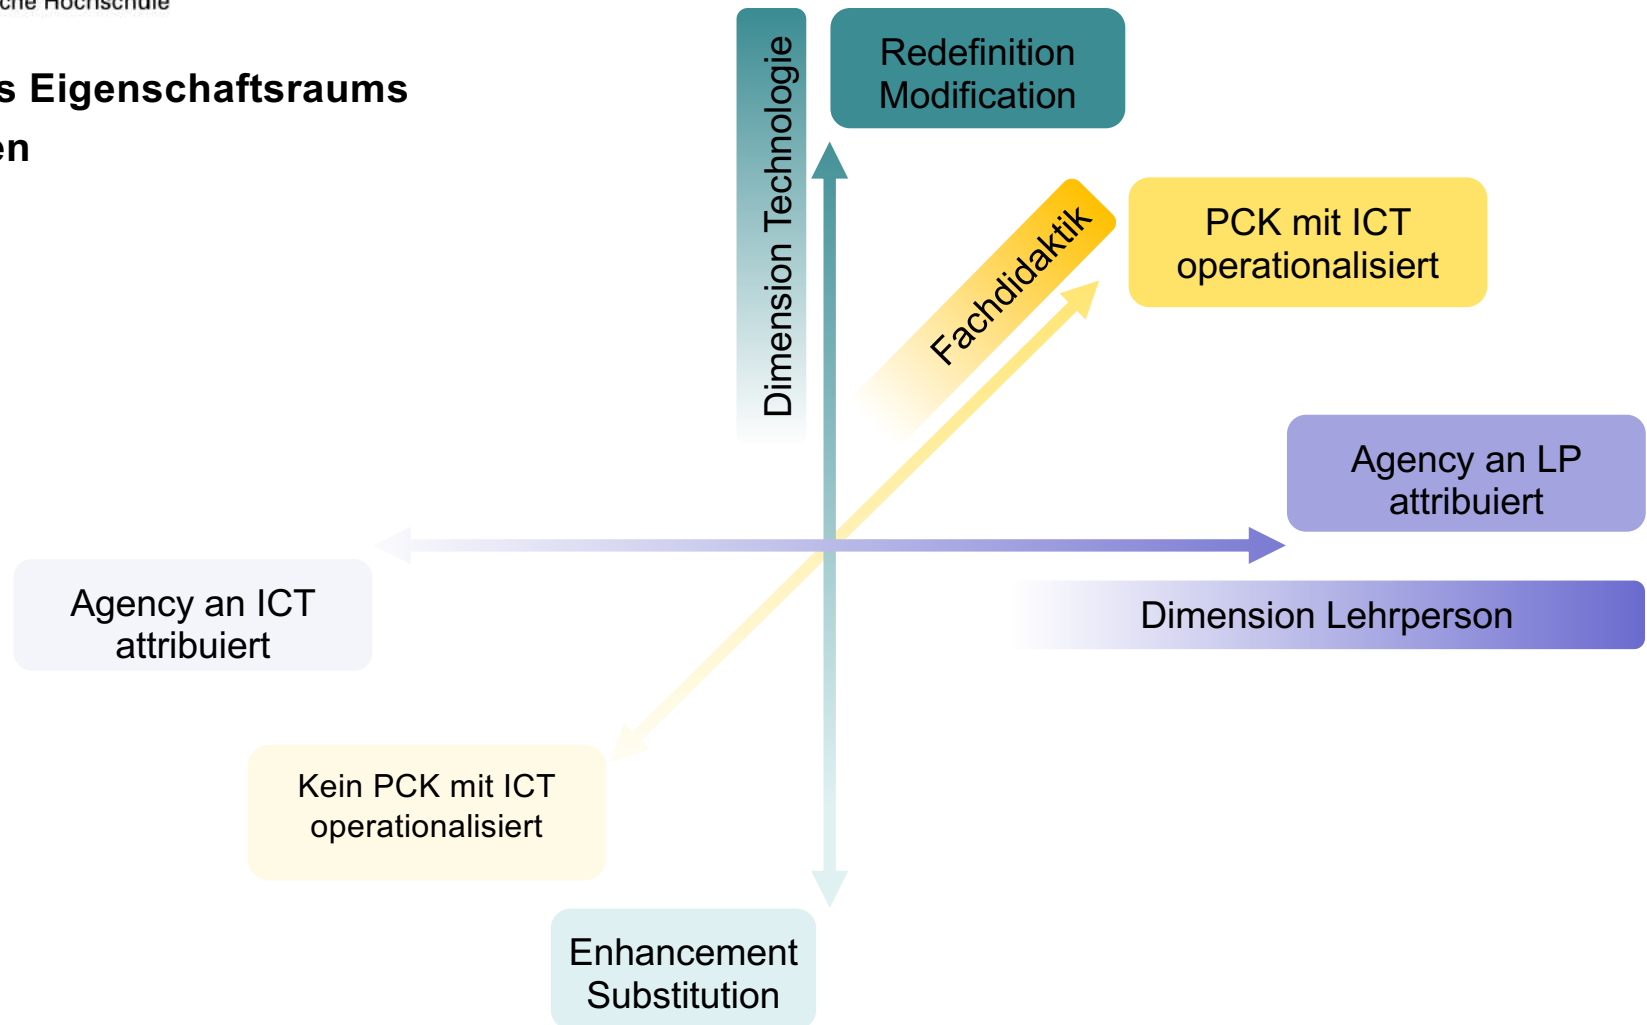 Hochschule
Eigenschaftsraums
Dimension Technologie
Redefinition
Modification
Fachdidaktik
PCK mit ICT
operationalisiert
Agency an LP
attribuiert
Dimension Lehrperson
Agency an ICT
attribuiert
Kein PCK mit ICT
operationalisiert
Enhancement
Substitution